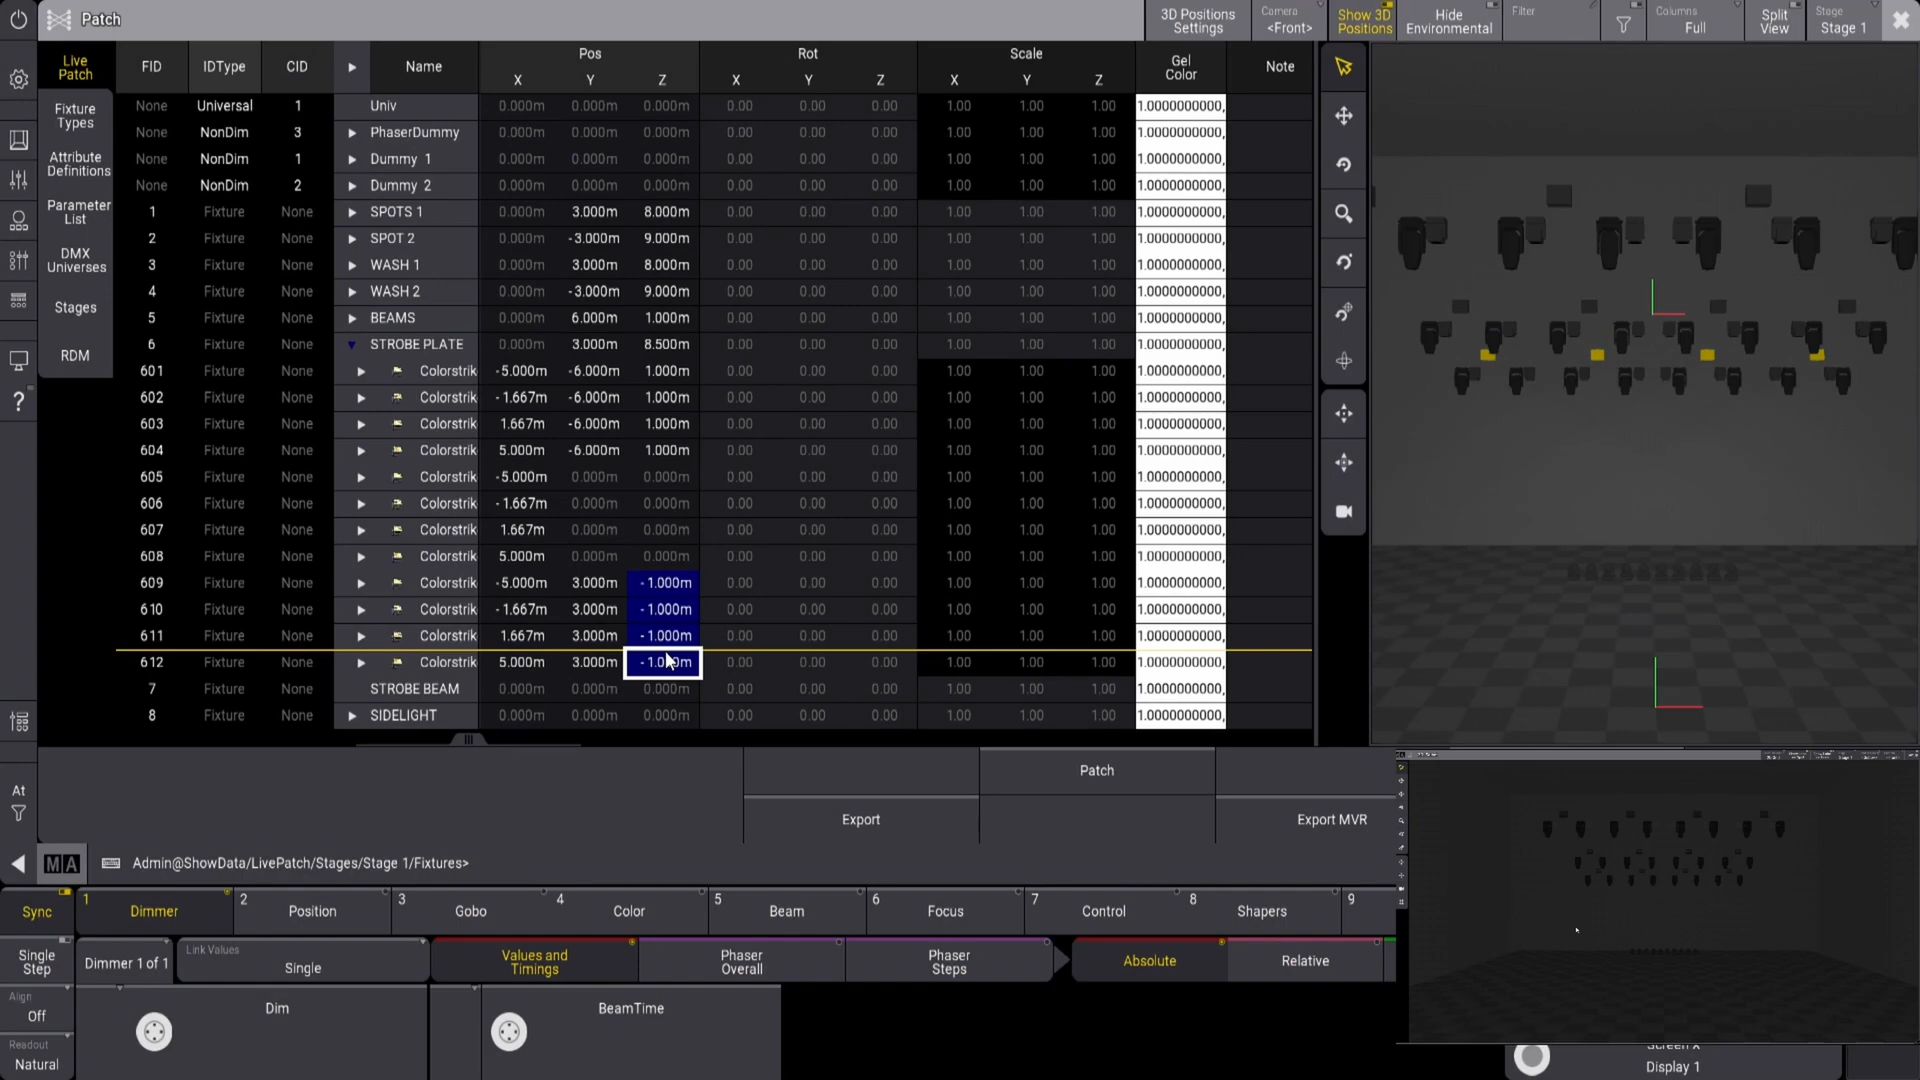 Patch
3D Positions
Settings
Camera
<Front>
Show 3D
Positions
Hide
Environmental
Filter
Columns
Full
Split
View
Stage
Stage 1
Live
Patch
Fixture
Types
Attribute
Definitions
Parameter
List
DMX
Universes
Stages
RDM
FID IDType CID Name Pos Rot Scale Gel Color Note
X Y Z X Y Z X Y Z
None Universal 1 Univ 0.000m 0.000m 0.000m 0.00 0.00 0.00 1.00 1.00 1.00 1.0000000000,
None NonDim 3 PhaserDummy 0.000m 0.000m 0.000m 0.00 0.00 0.00 1.00 1.00 1.00 1.0000000000,
None NonDim 1 Dummy 1 0.000m 0.000m 0.000m 0.00 0.00 0.00 1.00 1.00 1.00 1.0000000000,
None NonDim 2 Dummy 2 0.000m 0.000m 0.000m 0.00 0.00 0.00 1.00 1.00 1.00 1.0000000000,
1 Fixture None SPOTS 1 0.000m 3.000m 8.000m 0.00 0.00 0.00 1.00 1.00 1.00 1.0000000000,
2 Fixture None SPOT 2 0.000m -3.000m 9.000m 0.00 0.00 0.00 1.00 1.00 1.00 1.0000000000,
3 Fixture None WASH 1 0.000m 3.000m 8.000m 0.00 0.00 0.00 1.00 1.00 1.00 1.0000000000,
4 Fixture None WASH 2 0.000m -3.000m 9.000m 0.00 0.00 0.00 1.00 1.00 1.00 1.0000000000,
5 Fixture None BEAMS 0.000m 6.000m 1.000m 0.00 0.00 0.00 1.00 1.00 1.00 1.0000000000,
6 Fixture None STROBE PLATE 0.000m 3.000m 8.500m 0.00 0.00 0.00 1.00 1.00 1.00 1.0000000000,
601 Fixture None Colorstrik -5.000m -6.000m 1.000m 0.00 0.00 0.00 1.00 1.00 1.00 1.0000000000,
602 Fixture None Colorstrik -1.667m -6.000m 1.000m 0.00 0.00 0.00 1.00 1.00 1.00 1.0000000000,
603 Fixture None Colorstrik 1.667m -6.000m 1.000m 0.00 0.00 0.00 1.00 1.00 1.00 1.0000000000,
604 Fixture None Colorstrik 5.000m -6.000m 1.000m 0.00 0.00 0.00 1.00 1.00 1.00 1.0000000000,
605 Fixture None Colorstrik -5.000m 0.000m 0.000m 0.00 0.00 0.00 1.00 1.00 1.00 1.0000000000,
606 Fixture None Colorstrik -1.667m 0.000m 0.000m 0.00 0.00 0.00 1.00 1.00 1.00 1.0000000000,
607 Fixture None Colorstrik 1.667m 0.000m 0.000m 0.00 0.00 0.00 1.00 1.00 1.00 1.0000000000,
608 Fixture None Colorstrik 5.000m 0.000m 0.000m 0.00 0.00 0.00 1.00 1.00 1.00 1.0000000000,
609 Fixture None Colorstrik -5.000m 3.000m -1.000m 0.00 0.00 0.00 1.00 1.00 1.00 1.0000000000,
610 Fixture None Colorstrik -1.667m 3.000m -1.000m 0.00 0.00 0.00 1.00 1.00 1.00 1.0000000000,
611 Fixture None Colorstrik 1.667m 3.000m -1.000m 0.00 0.00 0.00 1.00 1.00 1.00 1.0000000000,
612 Fixture None Colorstrik 5.000m 3.000m 0.00 0.00 0.00 1.00 1.00 1.00 1.0000000000,
7 Fixture None STROBE BEAM 0.000m 0.000m 0.000m 0.00 0.00 0.00 1.00 1.00 1.00 1.0000000000,
8 Fixture None SIDELIGHT 0.000m 0.000m 0.000m 0.00 0.00 0.00 1.00 1.00 1.00 1.0000000000,
?
At
Patch
Export
Export MVR
MA
Admin@ShowData/LivePatch/Stages/Stage 1/Fixtures>
Sync
1 Dimmer
2 Position
3 Gobo
4 Color
5 Beam
6 Focus
7 Control
8 Shapers
9
Single
Step
Dimmer 1 of 1
Link Values
Single
Values and
Timings
Phaser
Overall
Phaser
Steps
Absolute
Relative
Align
Off
Dim
BeamTime
Readout
Natural
Display 1